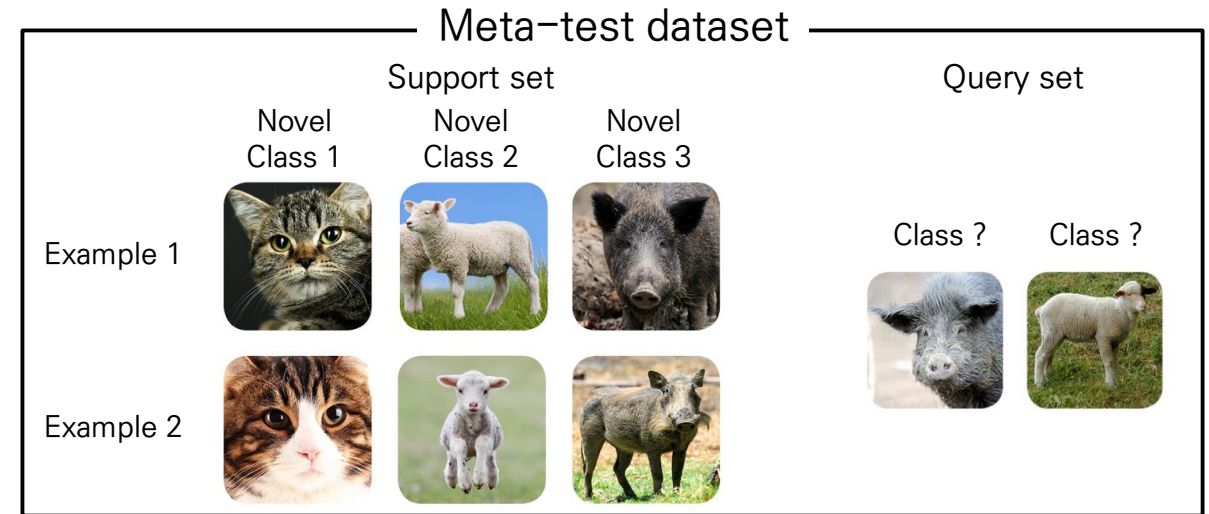 Meta-test dataset
Support set
Query set
Novel
Class 1
Novel
Class 2
Novel
Class 3
Example 1
Class ?
Class ?
Example 2